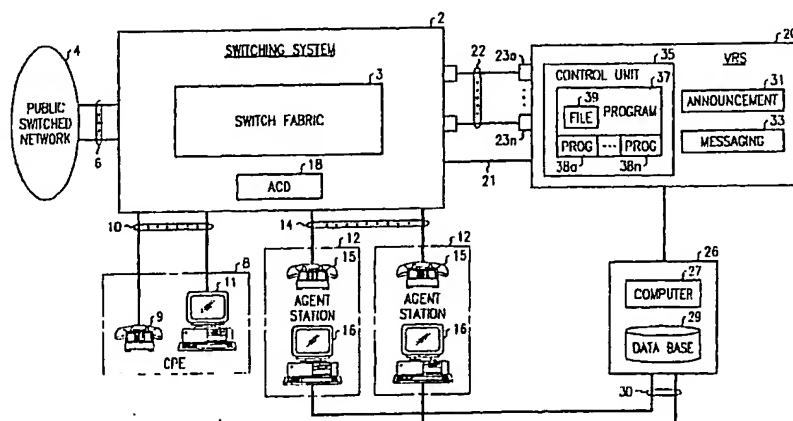 2
20
4
SWITCHING SYSTEM
22
23a
35
VRS
3
CONTROL UNIT
37
31
39
FILE
PROGRAM
ANNOUNCEMENT
PUBLIC
SWITCHED
NETWORK
SWITCH FABRIC
33
PROG
PROG
MESSAGING
6
18
ACD
23n
38a
38n
21
10
14
12
12
26
8
15
15
27
11
COMPUTER
9
AGENT
STATION
AGENT
STATION
29
16
16
DATA BASE
CPE
30